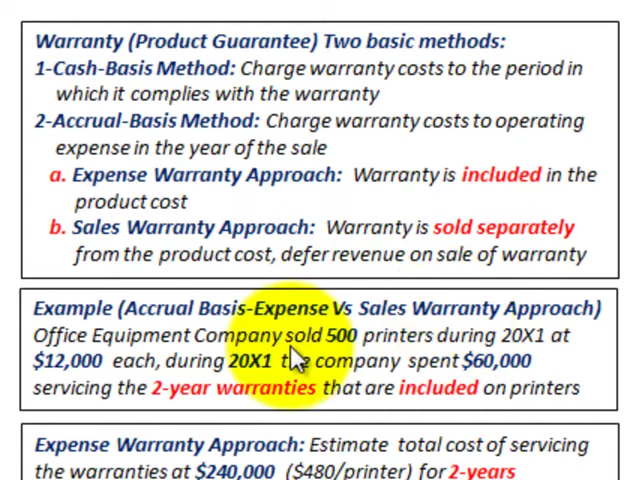 Warranty (Product Guarantee) Two basic methods:
1-Cash-Basis Method: Charge warranty costs to the period in
which it complies with the warranty
2-Accrual-Basis Method: Charge warranty costs to operating
expense in the year of the sale
a. Expense Warranty Approach: Warranty is included in the
product cost
b. Sales Warranty Approach: Warranty is sold separately
from the product cost, defer revenue on sale of warranty
Example (Accrual Basis-Expense Vs Sales Warranty Approach)
Office Equipment Company sold 500 printers during 20X1 at
$12,000 each, during 20X1 the company spent $60,000
servicing the 2-year warranties that are included on printers
Expense Warranty Approach: Estimate total cost of servicing
the warranties at $240,000 ($480/printer) for 2-years